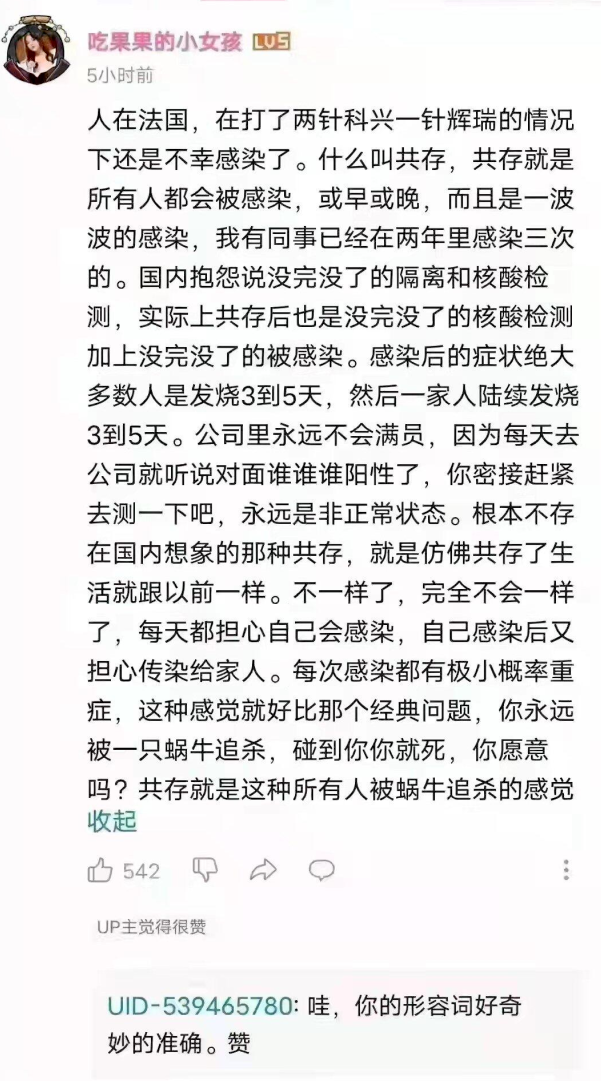 吃果果的小女孩 LV5
5小时前
人在法国，在打了两针科兴一针辉瑞的情况
下还是不幸感染了。什么叫共存，共存就是
所有人都会被感染，或早或晚，而且是一波
波的感染，我有同事已经在两年里感染三次
的。国内抱怨说没完没了的隔离和核酸检
测，实际上共存后也是没完没了的核酸检测
加上没完没了的被感染。感染后的症状绝大
多数人是发烧3到5天，然后一家人陆续发烧
3到5天。公司里永远不会满员，因为每天去
公司就听说对面谁谁谁阳性了，你密接赶紧
去测一下吧，永远是非正常状态。根本不存
在国内想象的那种共存，就是仿佛共存了生
活就跟以前一样。不一样了，完全不会一样
了，每天都担心自己会感染，自己感染后又
担心传染给家人。每次感染都有极小概率重
症，这种感觉就好比那个经典问题，你永远
被一只蜗牛追杀，碰到你你就死，你愿意
吗？共存就是这种所有人被蜗牛追杀的感觉
收起
542
UP主觉得很赞
UID-539465780: 哇，你的形容词好奇
妙的准确。赞